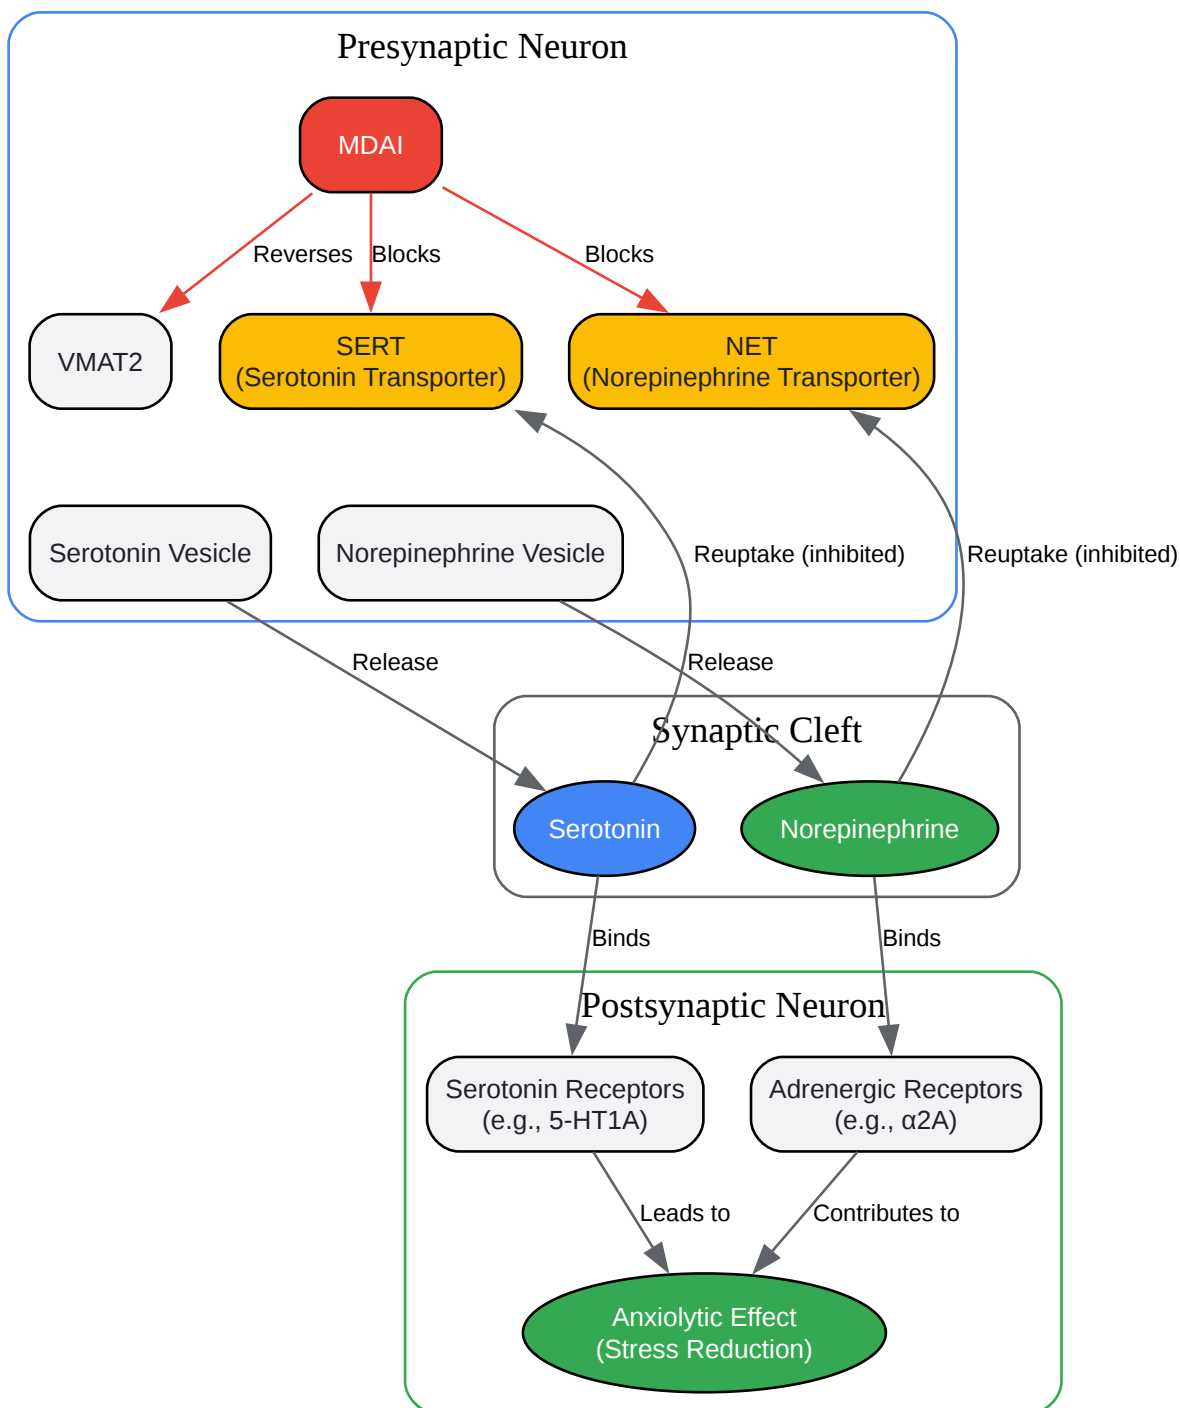 Presynaptic Neuron
MDAI
Reverses
Blocks
Blocks
VMAT2
SERT
(Serotonin Transporter)
NET
(Norepinephrine Transporter)
Serotonin Vesicle
Norepinephrine Vesicle
Reuptake (inhibited)
Reuptake (inhibited)
Release
Release
Synaptic Cleft
Serotonin
Norepinephrine
Binds
Binds
Postsynaptic Neuron
Serotonin Receptors
(e.g., 5-HT1A)
Adrenergic Receptors
(e.g., α2A)
Leads to
Contributes to
Anxiolytic Effect
(Stress Reduction)